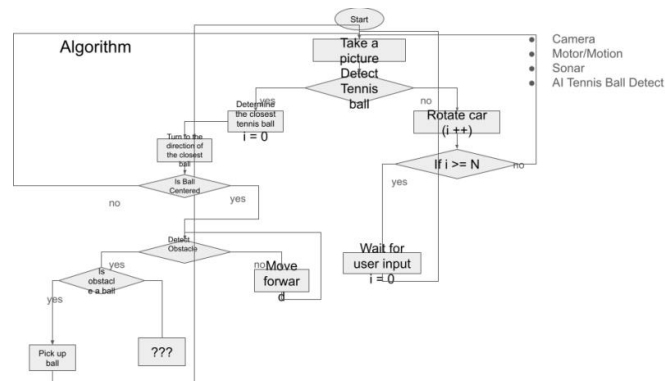 Start
Algorithm
Camera
Motor/Motion
Sonar
AI Tennis Ball Detect
Take a
picture
Detect
Tennis
ball
yes
no
Determine
the closest
tennis ball
i = 0
Rotate car
(i ++)
Turn to the
direction of
the closest
ball
If i >= N
no
Is Ball
Centered
yes
no
yes
Detect
Obstacle
yes
no
Wait for
user input
i = 0
Move
forwar
d
Is
obstacl
e a ball
yes
Pick up
ball
???